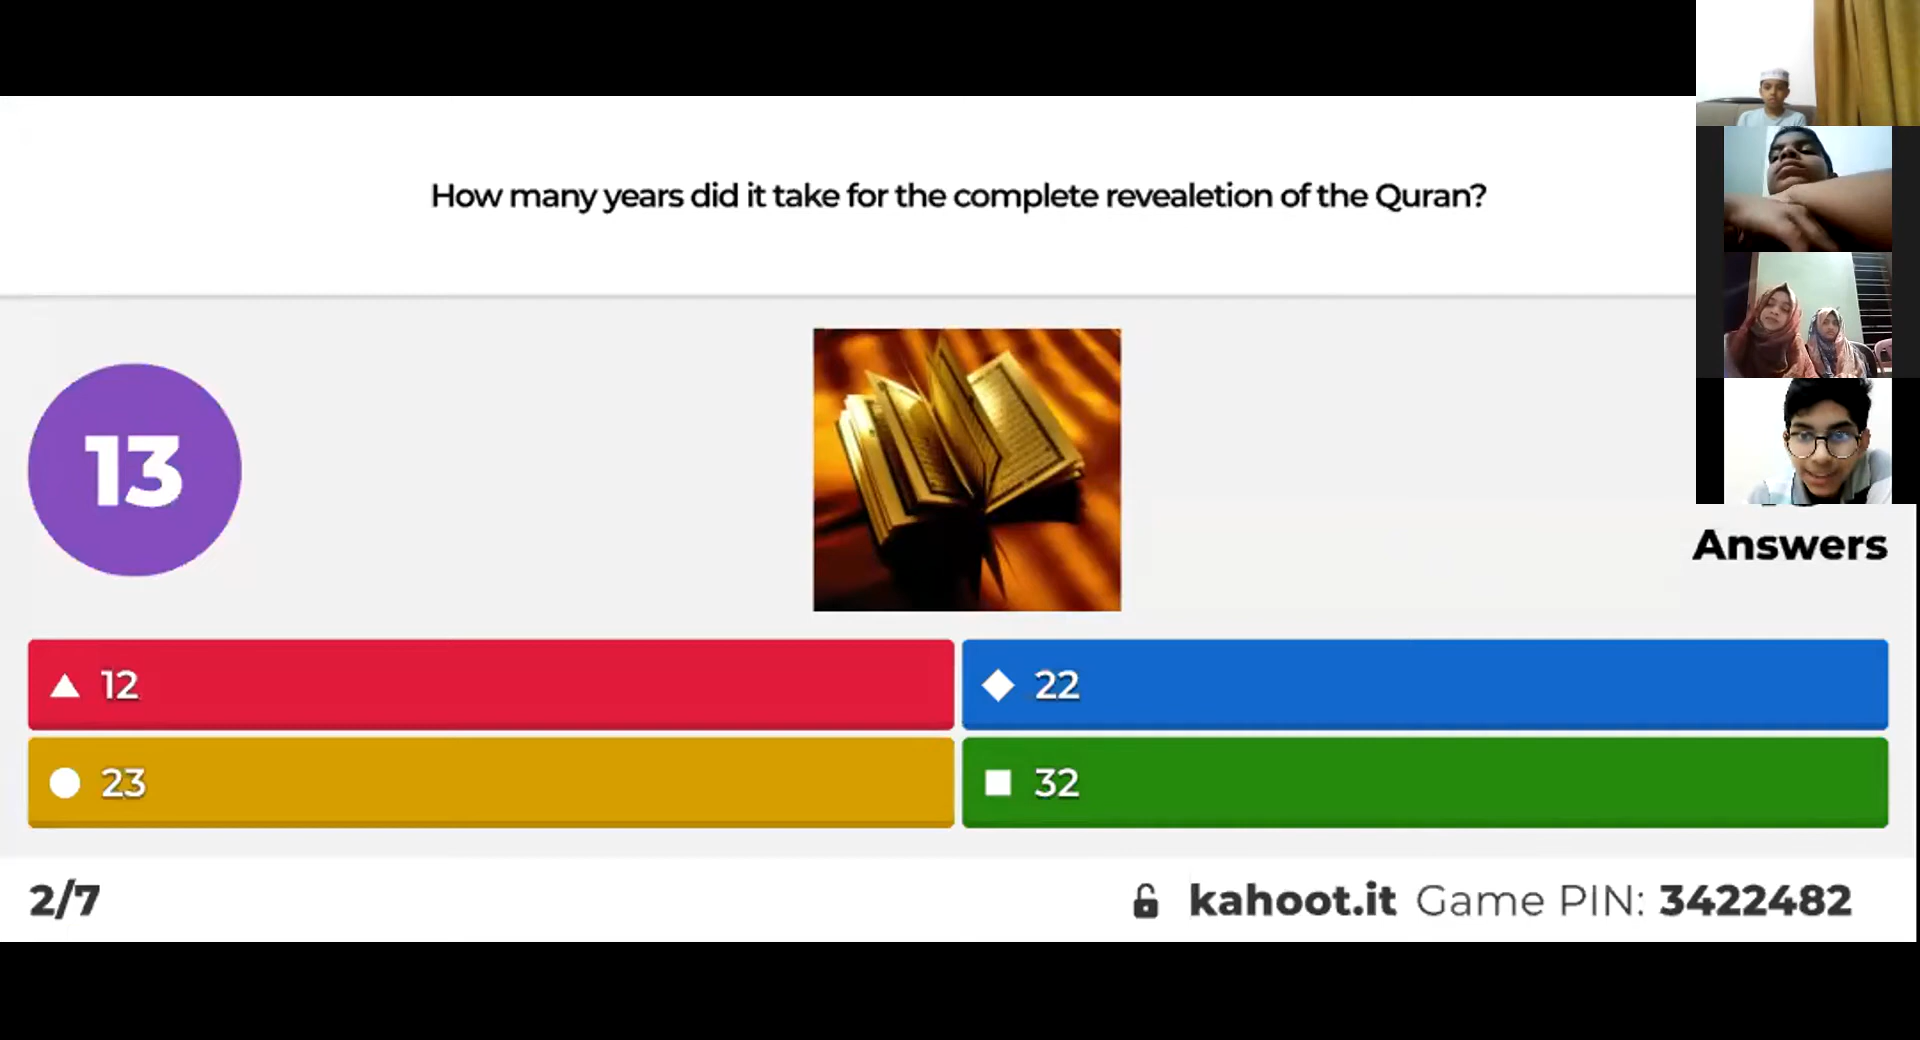 How many years did it take for the complete revealetion of the Quran?
13
Answers
12
22
23
32
2/7
kahoot.it Game PIN: 3422482